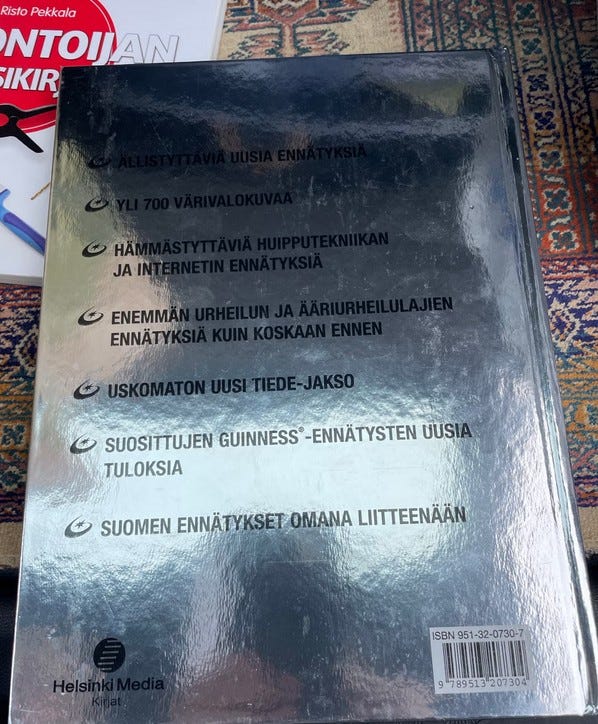 Risto Pekkala
ÄLLISTYTTÄVIÄ UUSIA ENNÄTYKSIÄ
YLI 700 VÄRIVALOKUVAA
HÄMMÄSTYTTÄVIÄ HUIPPUTEKNIIKAN
JA INTERNETIN ENNÄTYKSIÄ
ENEMMÄN URHEILUN JA ÄÄRIURHEILULAJIEN
ENNÄTYKSIÄ KUIN KOSKAAN ENNEN
USKOMATON UUSI TIEDE-JAKSO
SUOSITTUJEN GUINNESS®-ENNÄTYSTEN UUSIA
TULOKSIA
SUOMEN ENNÄTYKSET OMANA LIITTEENÄÄN
Helsinki Media
Kirjat
ISBN 951-32-0730-7
9 789513 207304